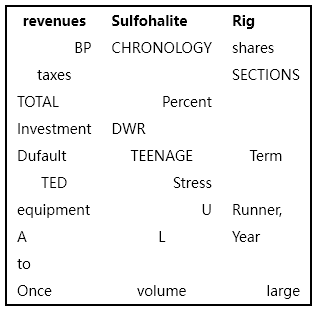 revenues Sulfohalite Rig
BP CHRONOLOGY shares
taxes SECTIONS
TOTAL Percent
Investment DWR
Dufault TEENAGE Term
TED Stress
equipment U Runner,
A L Year
to
Once volume large